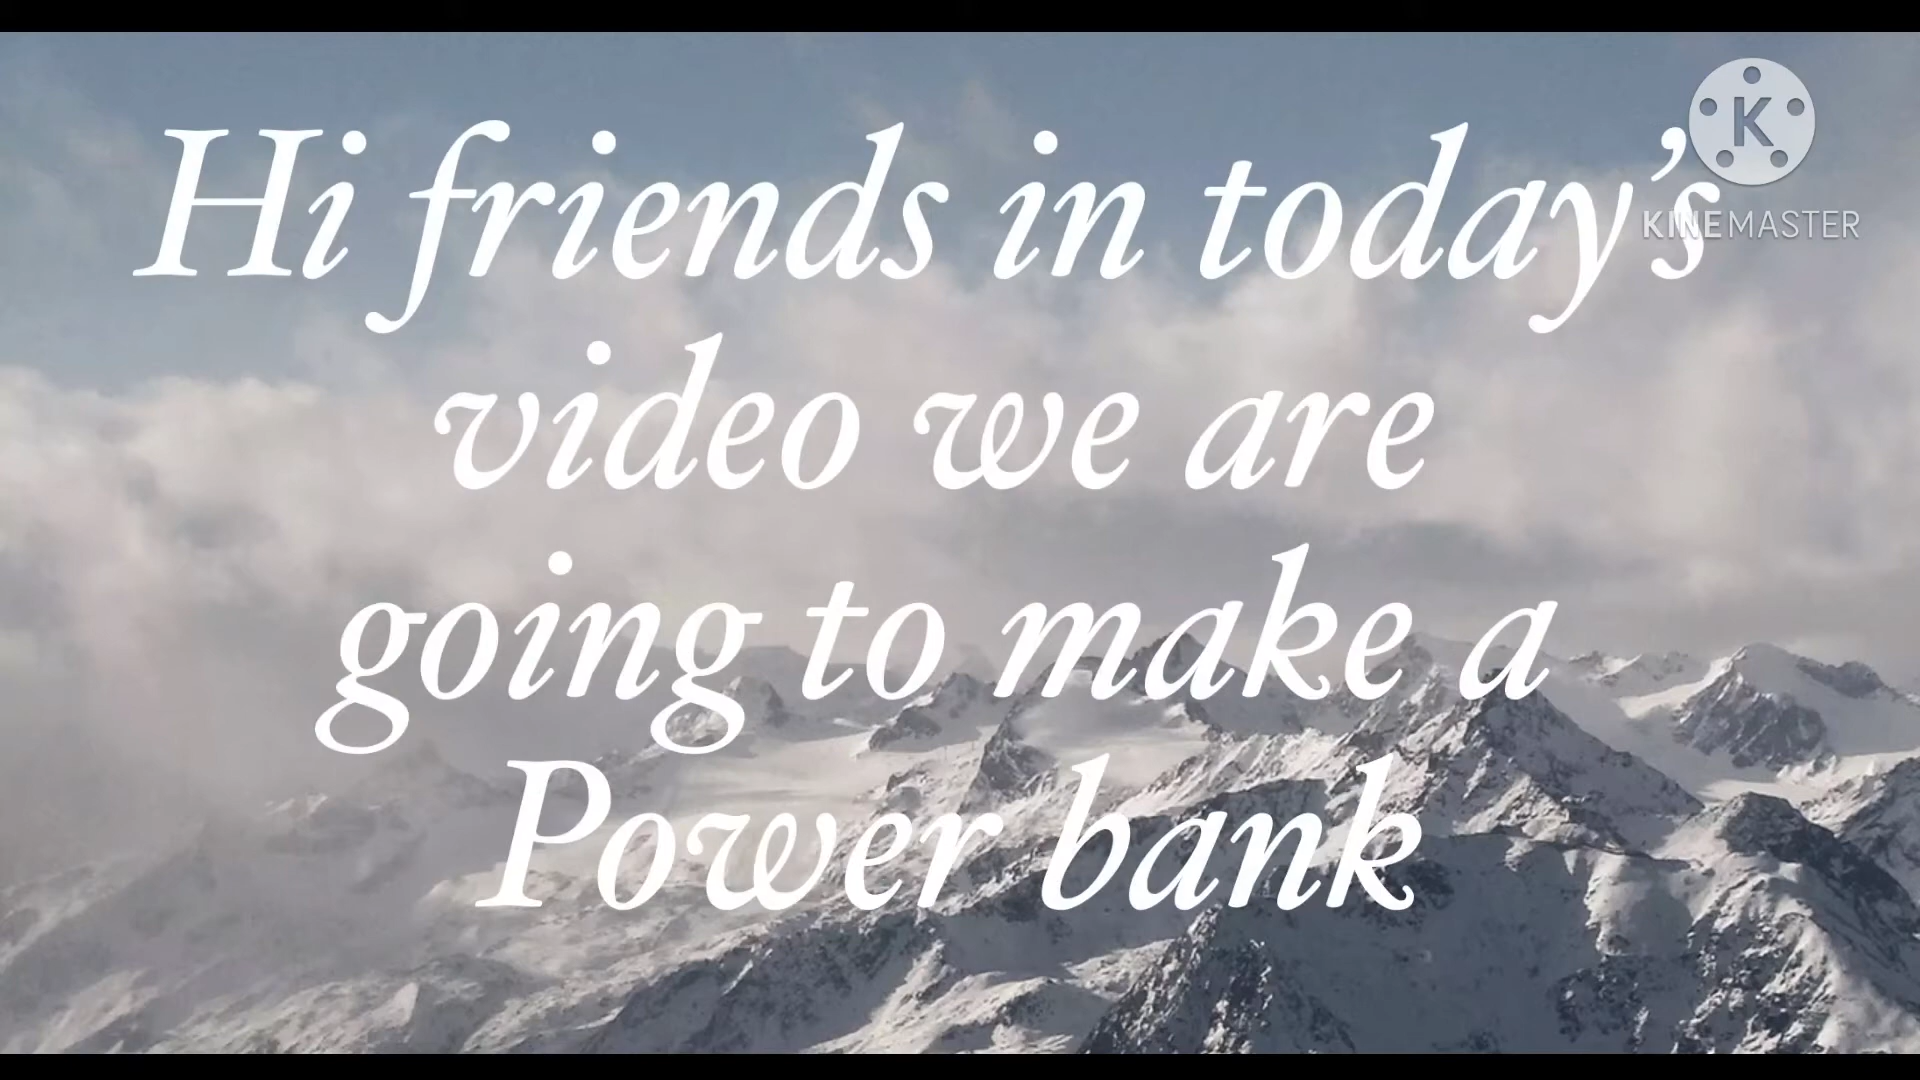 Hi friends in today's
video we are
going to make a
Power bank
K
KINEMASTER